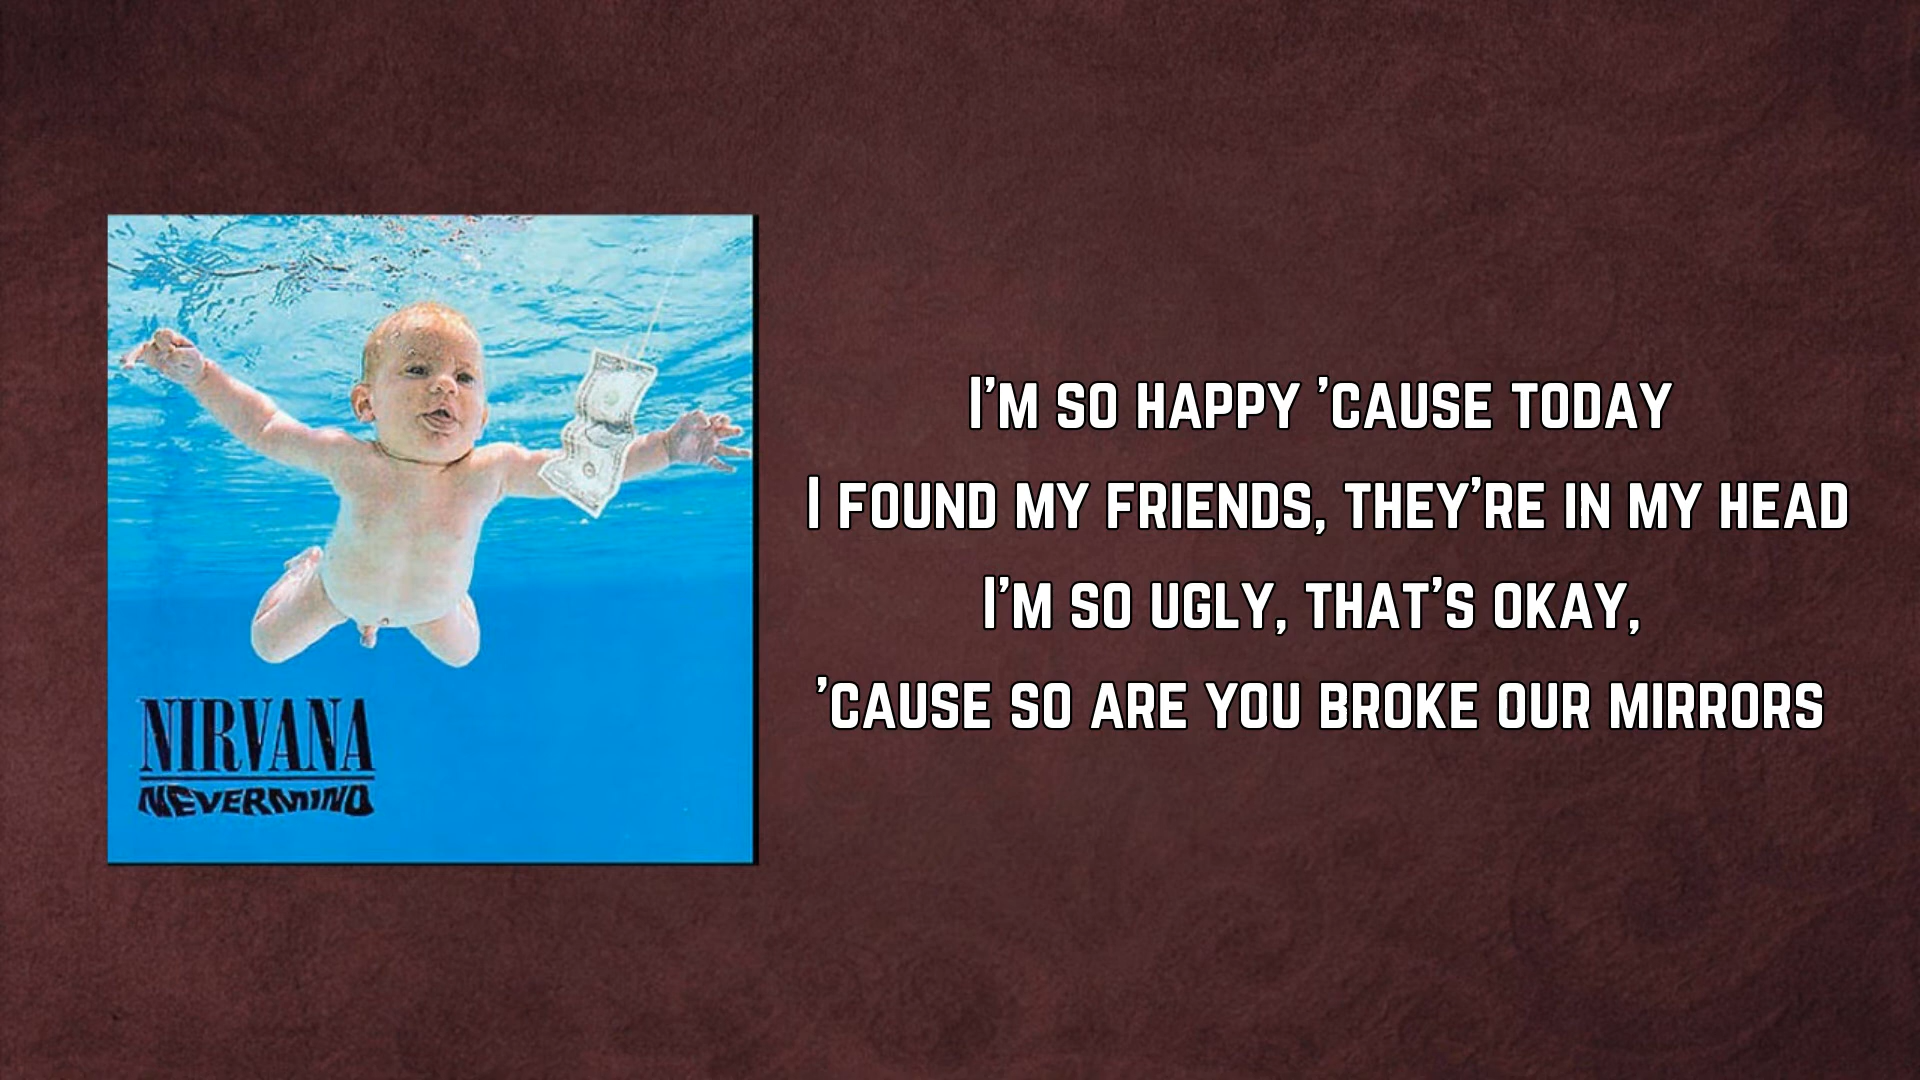 NIRVANA
NEVERMIND
I'M SO HAPPY 'CAUSE TODAY
I FOUND MY FRIENDS, THEY'RE IN MY HEAD
I'M SO UGLY, THAT'S OKAY,
'CAUSE SO ARE YOU BROKE OUR MIRRORS